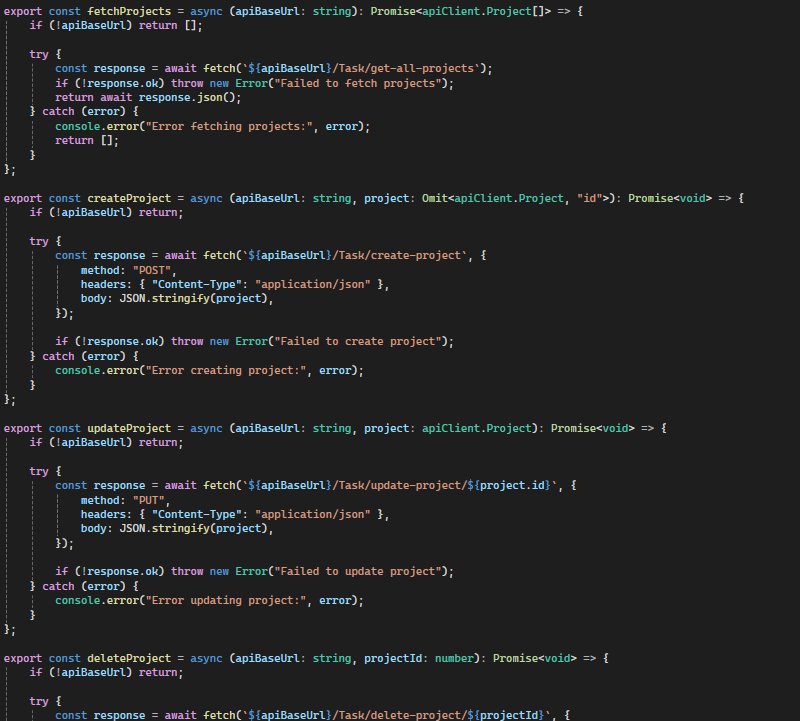 export const fetchProjects = async (apiBaseUrl: string): Promise<apiClient.Project[]> => {
    if (!apiBaseUrl) return [];

    try {
        const response = await fetch(`${apiBaseUrl}/Task/get-all-projects`);
        if (!response.ok) throw new Error("Failed to fetch projects");
        return await response.json();
    } catch (error) {
        console.error("Error fetching projects:", error);
        return [];
    }
};

export const createProject = async (apiBaseUrl: string, project: Omit<apiClient.Project, "id">): Promise<void> => {
    if (!apiBaseUrl) return;

    try {
        const response = await fetch(`${apiBaseUrl}/Task/create-project`, {
            method: "POST",
            headers: { "Content-Type": "application/json" },
            body: JSON.stringify(project),
        });

        if (!response.ok) throw new Error("Failed to create project");
    } catch (error) {
        console.error("Error creating project:", error);
    }
};

export const updateProject = async (apiBaseUrl: string, project: apiClient.Project): Promise<void> => {
    if (!apiBaseUrl) return;

    try {
        const response = await fetch(`${apiBaseUrl}/Task/update-project/${project.id}`, {
            method: "PUT",
            headers: { "Content-Type": "application/json" },
            body: JSON.stringify(project),
        });

        if (!response.ok) throw new Error("Failed to update project");
    } catch (error) {
        console.error("Error updating project:", error);
    }
};

export const deleteProject = async (apiBaseUrl: string, projectId: number): Promise<void> => {
    if (!apiBaseUrl) return;

    try {
        const response = await fetch(`${apiBaseUrl}/Task/delete-project/${projectId}`, {